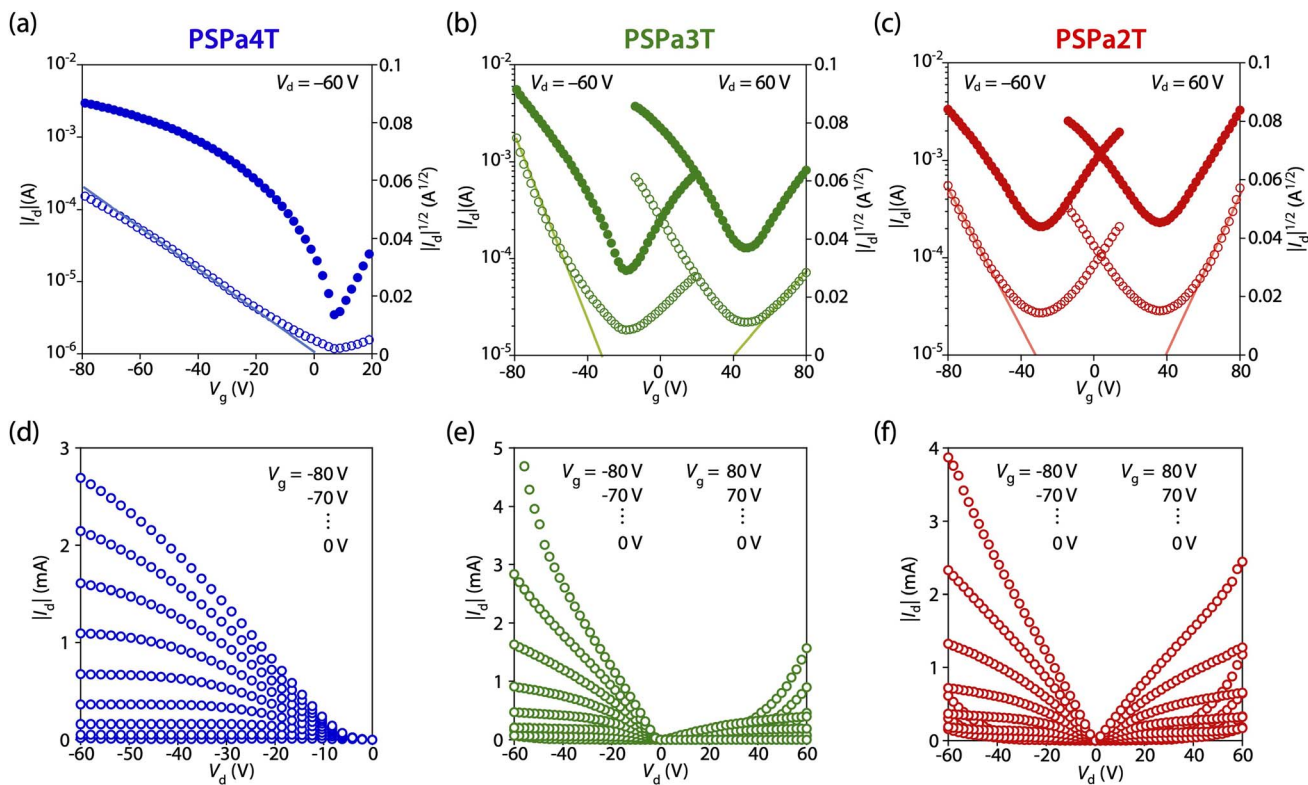 (a) PSPa4T
10⁻²
10⁻³
10⁻⁴
10⁻⁵
10⁻⁶
|I_d|(A)
V_d = –60 V
0.1
0.08
0.06
0.04
0.02
0
|I_d|^1/2 (A^1/2)
-80 -60 -40 -20 0 20
V_g (V)
(b) PSPa3T
10⁻²
10⁻³
10⁻⁴
10⁻⁵
|I_d|(A)
V_d = –60 V V_d = 60 V
0.1
0.08
0.06
0.04
0.02
0
|I_d|^1/2 (A^1/2)
-80 -40 0 40 80
V_g (V)
(c) PSPa2T
10⁻²
10⁻³
10⁻⁴
10⁻⁵
|I_d|(A)
V_d = –60 V V_d = 60 V
0.1
0.08
0.06
0.04
0.02
0
|I_d|^1/2 (A^1/2)
-80 -40 0 40 80
V_g (V)
(d)
3
2
1
0
|I_d| (mA)
V_g = -80 V
-70 V
⋮
0 V
-60 -50 -40 -30 -20 -10 0
V_d (V)
(e)
5
4
3
2
1
0
|I_d| (mA)
V_g = -80 V V_g = 80 V
-70 V 70 V
⋮ ⋮
0 V 0 V
-60 -40 -20 0 20 40 60
V_d (V)
(f)
4
3
2
1
0
|I_d| (mA)
V_g = -80 V V_g = 80 V
-70 V 70 V
⋮ ⋮
0 V 0 V
-60 -40 -20 0 20 40 60
V_d (V)